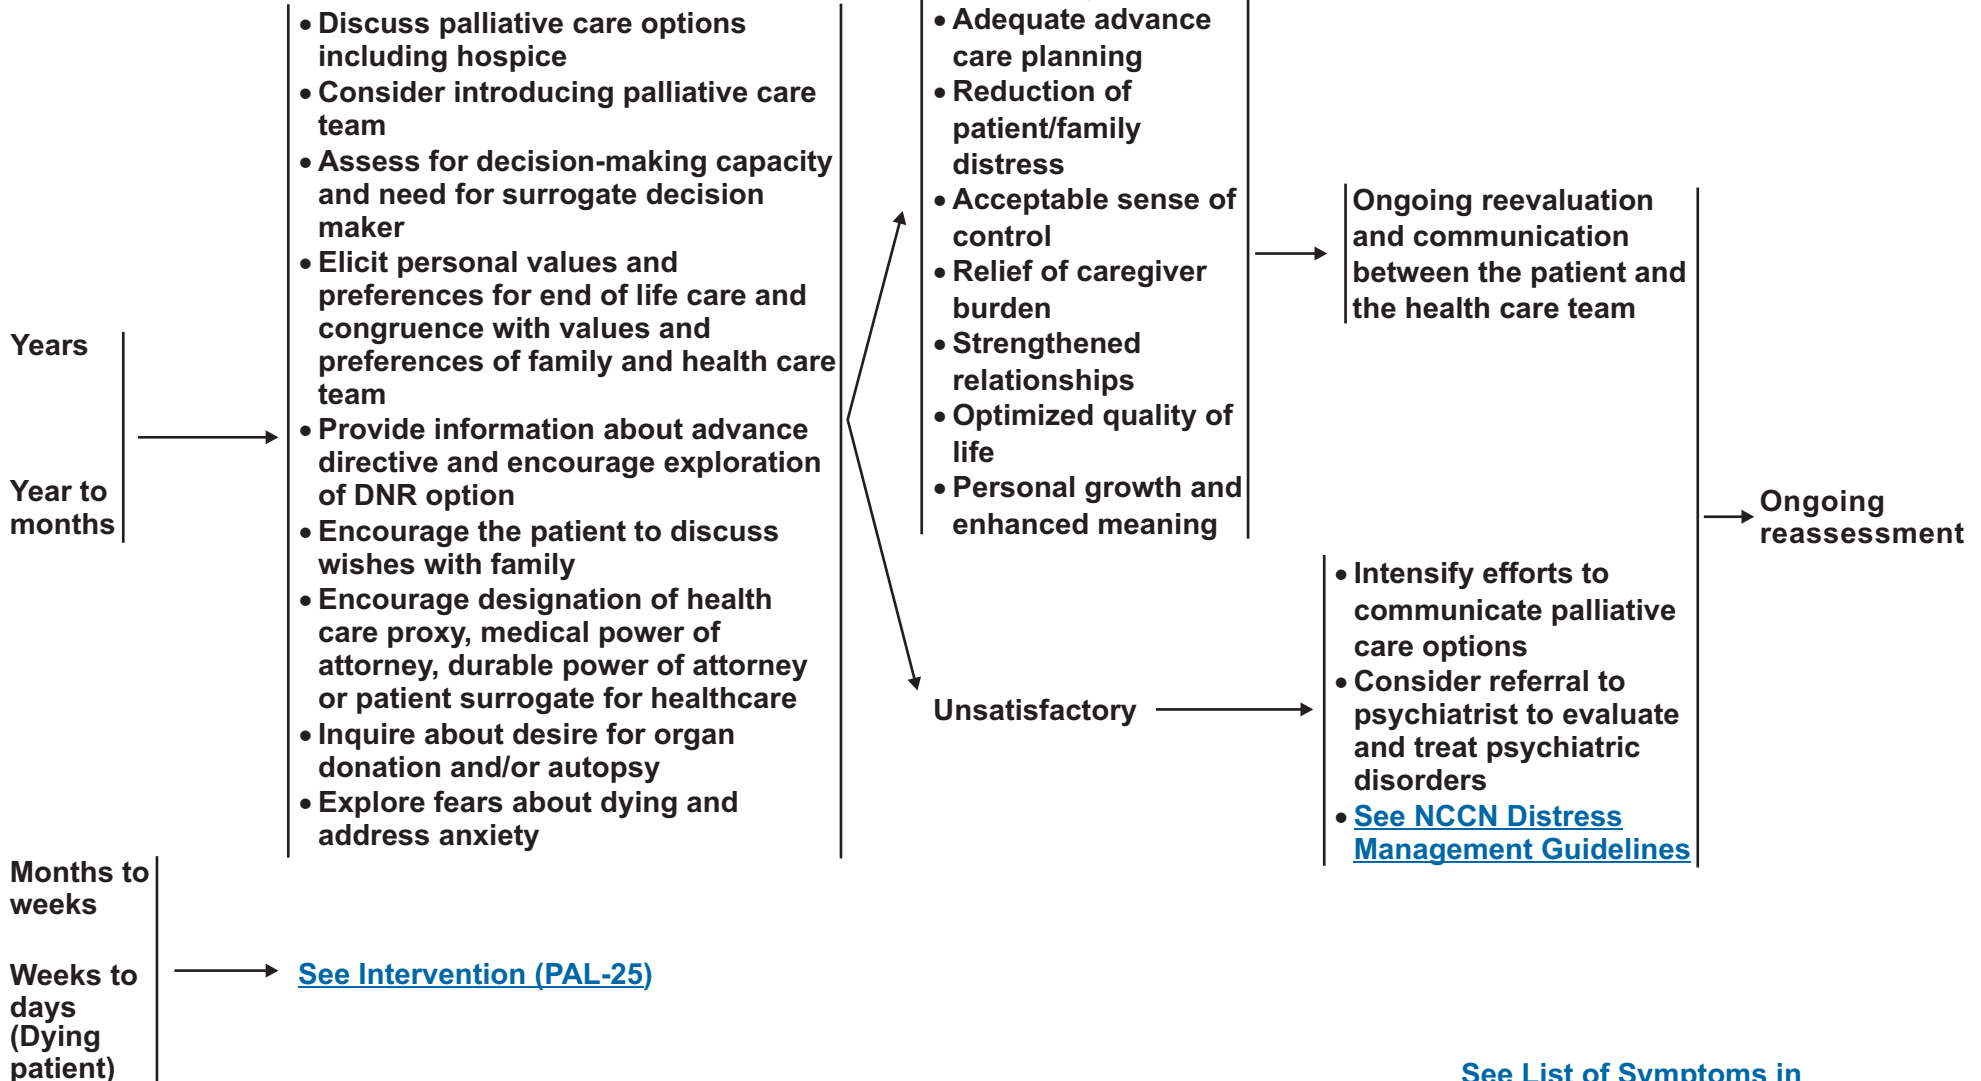 • Discuss palliative care options
including hospice
• Consider introducing palliative care
team
• Assess for decision-making capacity
and need for surrogate decision
maker
• Elicit personal values and
preferences for end of life care and
congruence with values and
preferences of family and health care
team
• Provide information about advance
directive and encourage exploration
of DNR option
• Encourage the patient to discuss
wishes with family
• Encourage designation of health
care proxy, medical power of
attorney, durable power of attorney
or patient surrogate for healthcare
• Inquire about desire for organ
donation and/or autopsy
• Explore fears about dying and
address anxiety
Years
Year to
months
• Adequate advance
care planning
• Reduction of
patient/family
distress
• Acceptable sense of
control
• Relief of caregiver
burden
• Strengthened
relationships
• Optimized quality of
life
• Personal growth and
enhanced meaning
Ongoing reevaluation
and communication
between the patient and
the health care team
Unsatisfactory
• Intensify efforts to
communicate palliative
care options
• Consider referral to
psychiatrist to evaluate
and treat psychiatric
disorders
• See NCCN Distress
Management Guidelines
Ongoing
reassessment
Months to
weeks
Weeks to
days
(Dying
patient)
See Intervention (PAL-25)
See List of Symptoms in